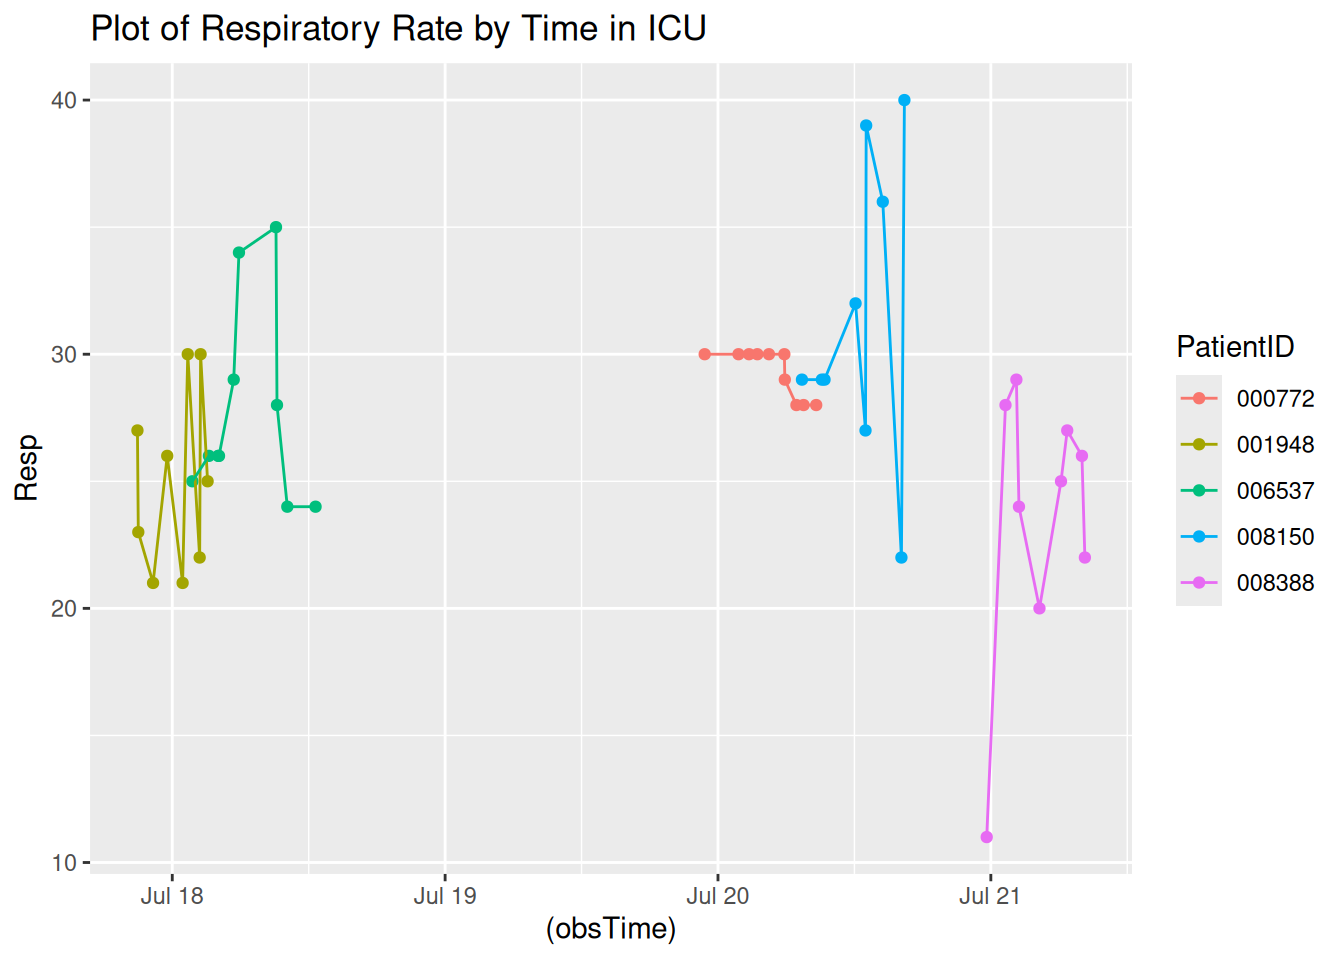 Plot of Respiratory Rate by Time in ICU
40
30
20
10
Resp
Jul 18
Jul 19
Jul 20
Jul 21
(obsTime)
PatientID
000772
001948
006537
008150
008388